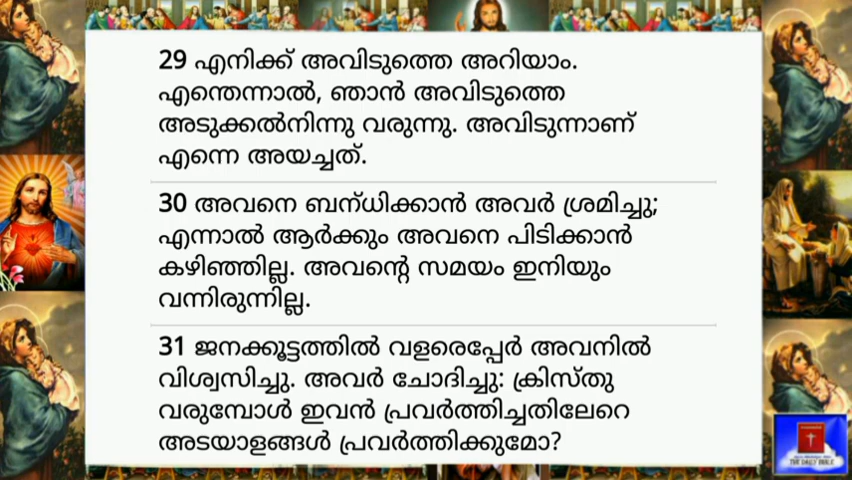 29 എനിക്ക് അവിടുത്തെ അറിയാം.
എന്തെന്നാൽ, ഞാൻ അവിടുത്തെ
അടുക്കൽനിന്നു വരുന്നു. അവിടുന്നാണ്
എന്നെ അയച്ചത്.
30 അവനെ ബന്ധിക്കാൻ അവർ ശ്രമിച്ചു;
എന്നാൽ ആർക്കും അവനെ പിടിക്കാൻ
കഴിഞ്ഞില്ല. അവന്റെ സമയം ഇനിയും
വന്നിരുന്നില്ല.
31 ജനക്കൂട്ടത്തിൽ വളരെപ്പേർ അവനിൽ
വിശ്വസിച്ചു. അവർ ചോദിച്ചു: ക്രിസ്തു
വരുമ്പോൾ ഇവൻ പ്രവർത്തിച്ചതിലേറെ
അടയാളങ്ങൾ പ്രവർത്തിക്കുമോ?
THE DAILY BIBLE